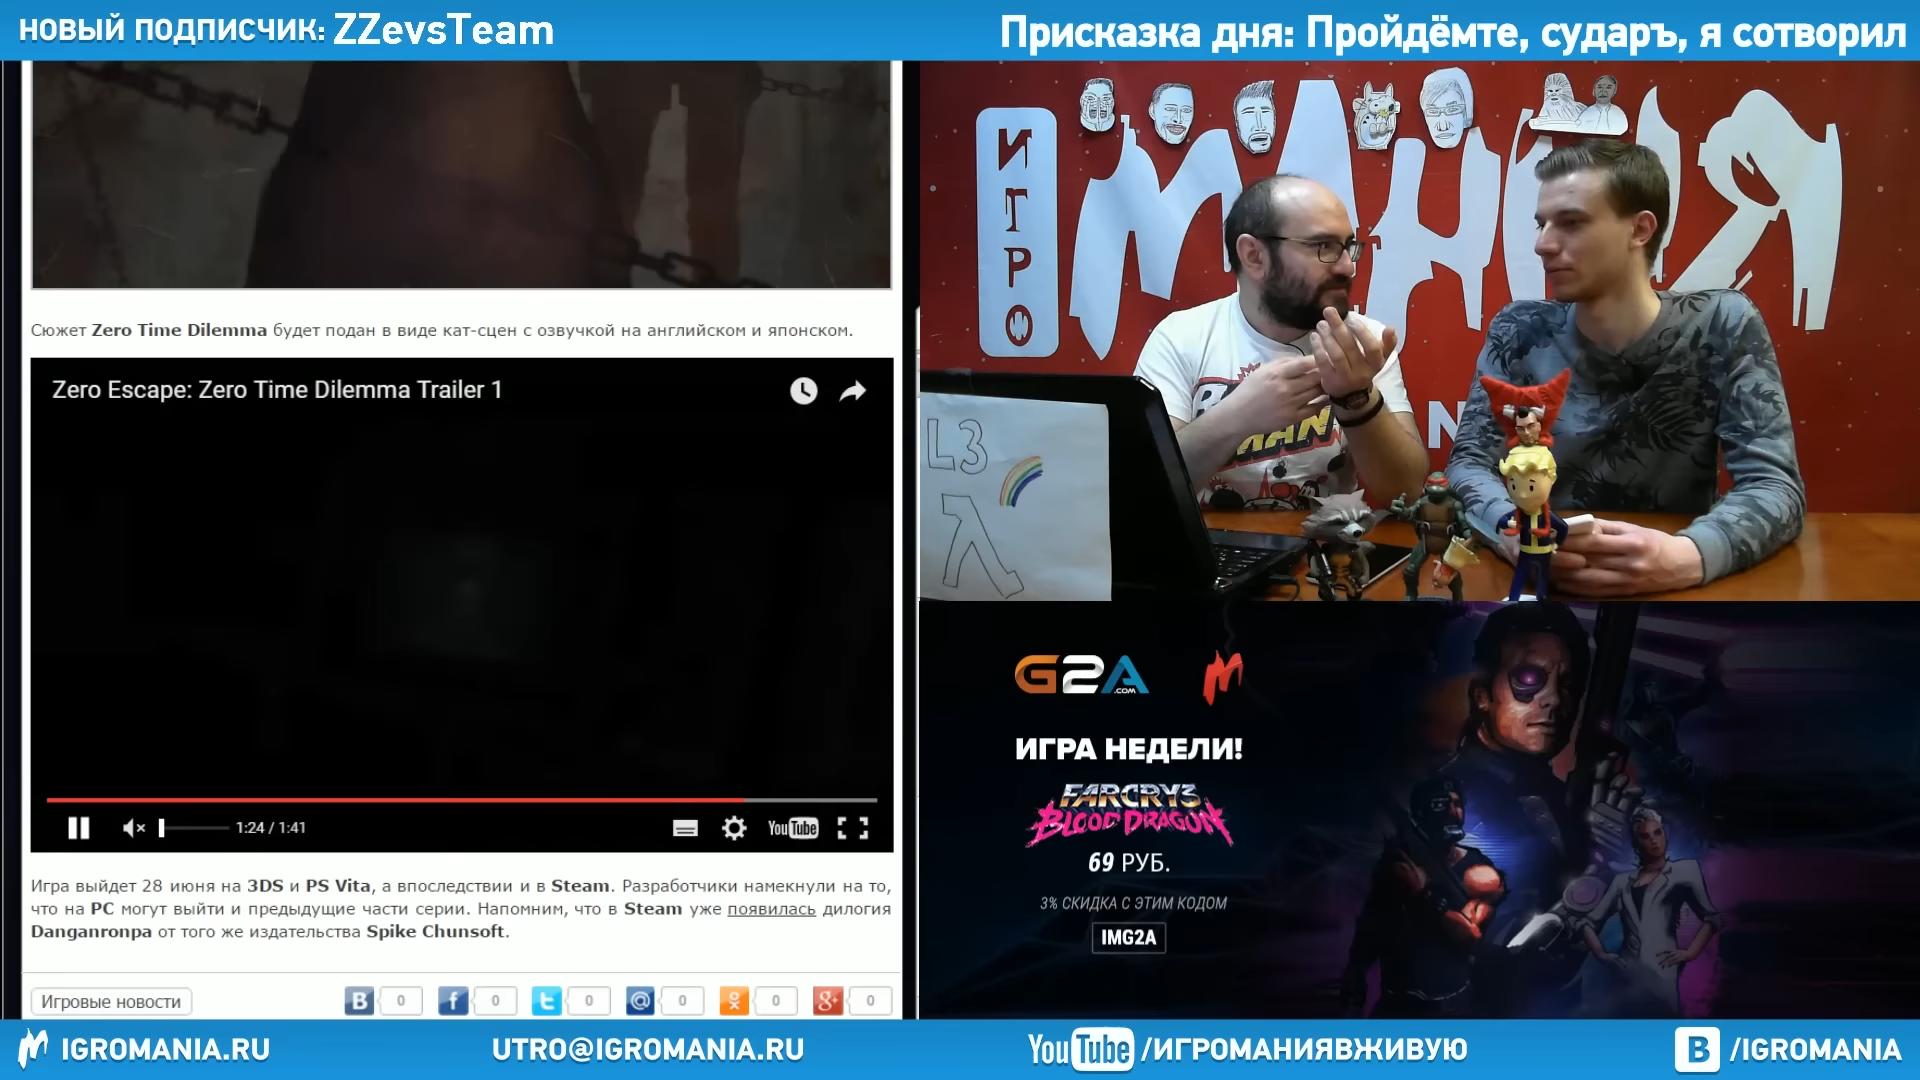 НОВЫЙ ПОДПИСЧИК: ZZevsTeam
Присказка дня: Пройдёмте, сударъ, я сотворил
Сюжет Zero Time Dilemma будет подан в виде кат-сцен с озвучкой на английском и японском.
Zero Escape: Zero Time Dilemma Trailer 1
1:24 / 1:41
YouTube
Игра выйдет 28 июня на 3DS и PS Vita, а впоследствии и в Steam. Разработчики намекнули на то,
что на PC могут выйти и предыдущие части серии. Напомним, что в Steam уже появилась дилогия
Danganronpa от того же издательства Spike Chunsoft.
Игровые новости
B 0 f 0 t 0 @ 0 0 g+ 0
ИГРО
МАНИЯ
L3
G2A
.COM
ИГРА НЕДЕЛИ!
FARCRY3
BLOOD DRAGON
69 РУБ.
3% СКИДКА С ЭТИМ КОДОМ
IMG2A
IGROMANIA.RU
UTRO@IGROMANIA.RU
YouTube /ИГРОМАНИЯВЖИВУЮ
B /IGROMANIA